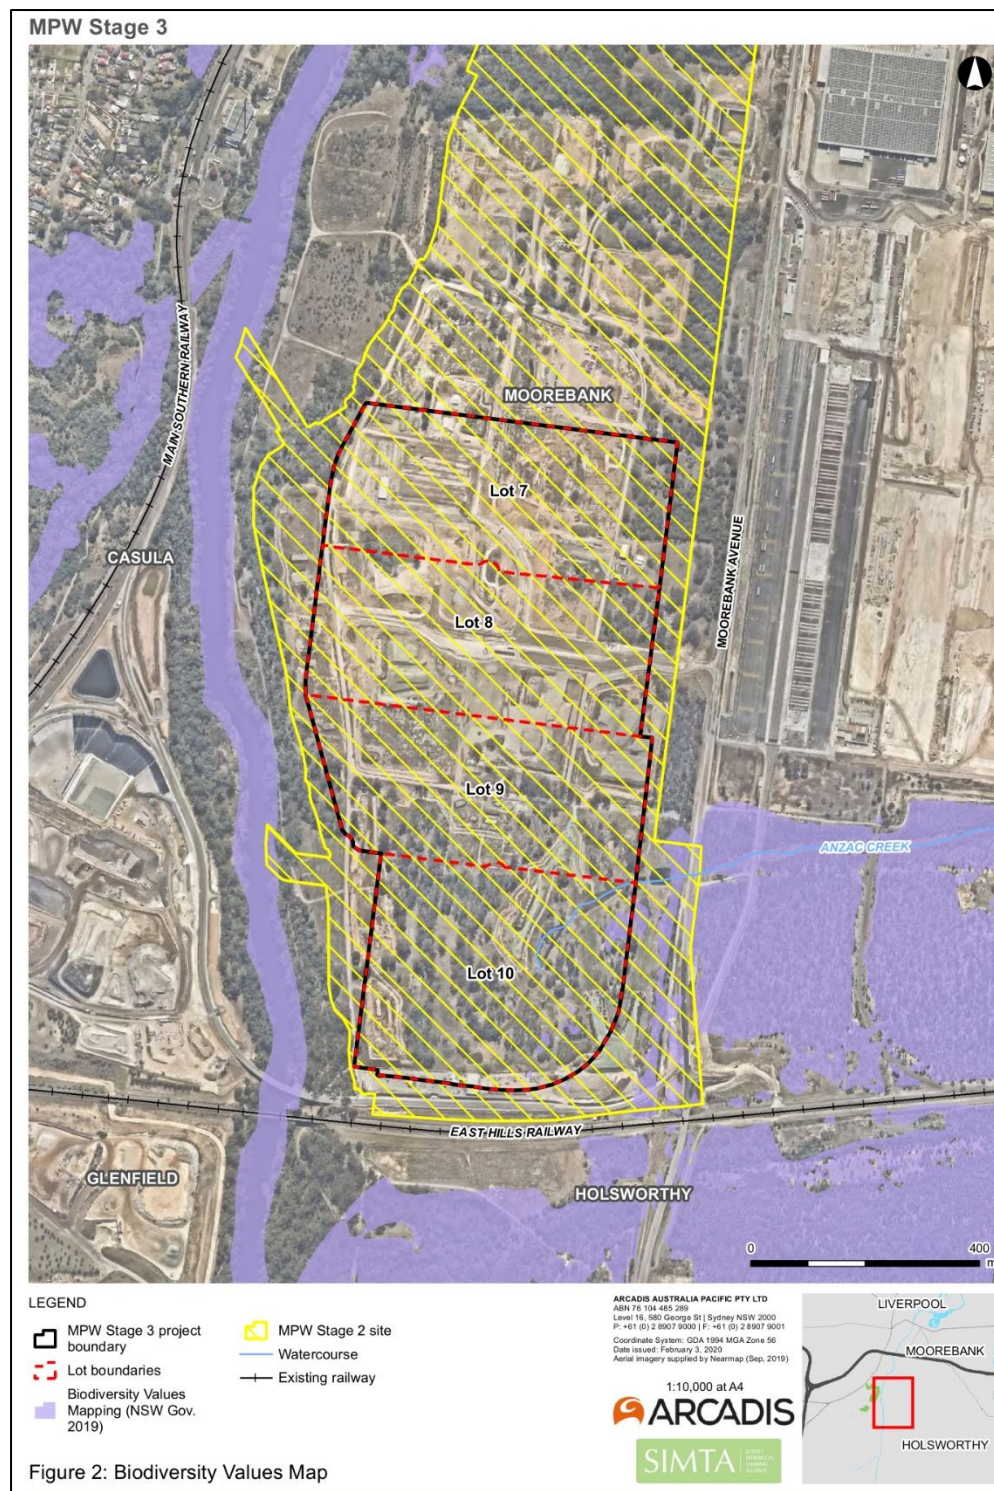 MPW Stage 3
MOOREBANK
Lot 7
MAIN SOUTHERN RAILWAY
CASULA
MOOREBANK AVENUE
Lot 8
Lot 9
ANZAC CREEK
Lot 10
EAST HILLS RAILWAY
GLENFIELD
HOLSWORTHY
0 400
m
LEGEND
MPW Stage 3 project
boundary
Lot boundaries
Biodiversity Values
Mapping (NSW Gov.
2019)
MPW Stage 2 site
Watercourse
Existing railway
ARCADIS AUSTRALIA PACIFIC PTY LTD
ABN 76 104 485 289
Level 16, 580 George St | Sydney NSW 2000
P: +61 (0) 2 8907 9000 | F: +61 (0) 2 8907 9001
Coordinate System: GDA 1994 MGA Zone 56
Date issued: February 3, 2020
Aerial imagery supplied by Nearmap (Sep, 2019)
1:10,000 at A4
ARCADIS
SIMTA
LIVERPOOL
MOOREBANK
HOLSWORTHY
Figure 2: Biodiversity Values Map